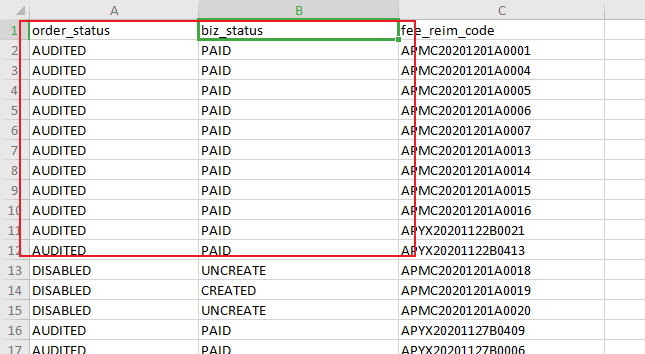 A B C
1 order_status biz_status fee_reim_code
2 AUDITED PAID APMC20201201A0001
3 AUDITED PAID APMC20201201A0004
4 AUDITED PAID APMC20201201A0005
5 AUDITED PAID APMC20201201A0006
6 AUDITED PAID APMC20201201A0007
7 AUDITED PAID APMC20201201A0013
8 AUDITED PAID APMC20201201A0014
9 AUDITED PAID APMC20201201A0015
10 AUDITED PAID APMC20201201A0016
11 AUDITED PAID APYX20201122B0021
12 AUDITED PAID APYX20201122B0413
13 DISABLED UNCREATE APMC20201201A0018
14 DISABLED CREATED APMC20201201A0019
15 DISABLED UNCREATE APMC20201201A0020
16 AUDITED PAID APYX20201127B0409
17 AUDITED PAID APYX20201127B0006